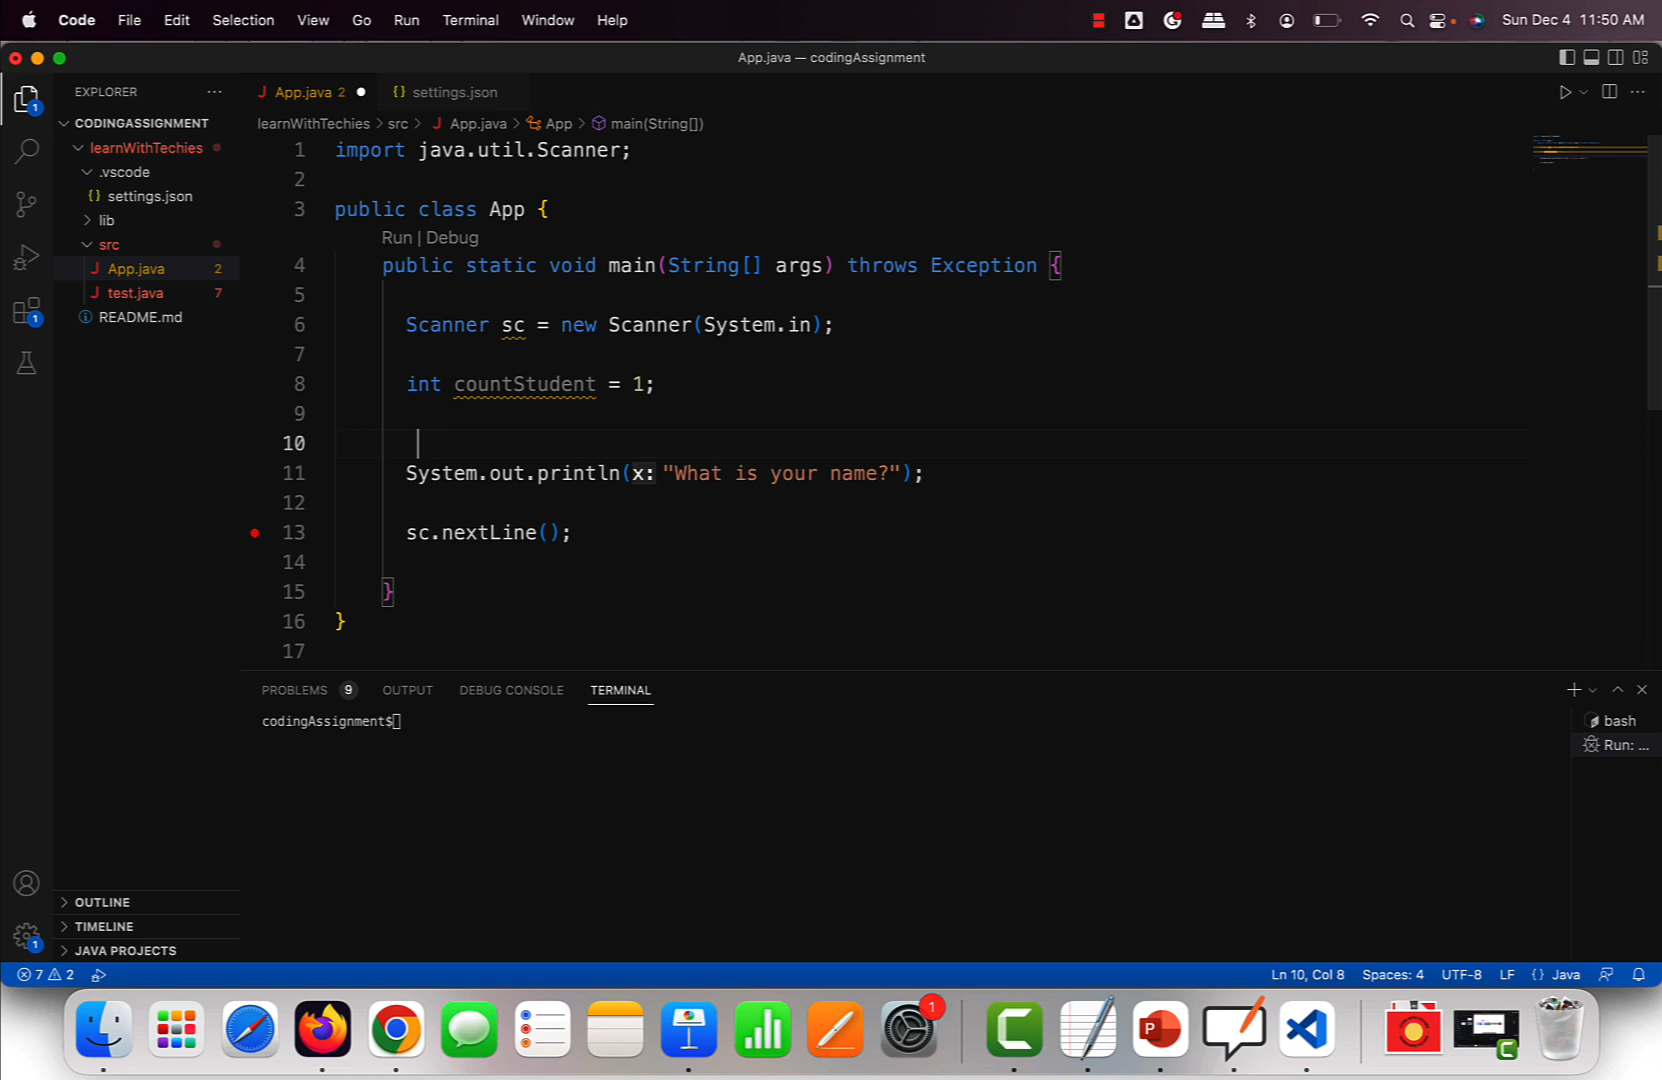 Code File Edit Selection View Go Run Terminal Window Help Sun Dec 4 11:50 AM
App.java — codingAssignment
EXPLORER
App.java 2
settings.json
CODINGASSIGNMENT
learnWithTechies > src > App.java > App > main(String[])
learnWithTechies
.vscode
settings.json
lib
src
App.java 2
test.java 7
README.md
1 import java.util.Scanner;
2
3 public class App {
Run | Debug
4 public static void main(String[] args) throws Exception {
5
6 Scanner sc = new Scanner(System.in);
7
8 int countStudent = 1;
9
10
11 System.out.println(x: "What is your name?");
12
13 sc.nextLine();
14
15 }
16 }
17
PROBLEMS 9 OUTPUT DEBUG CONSOLE TERMINAL
codingAssignment$
bash
Run: ...
OUTLINE
TIMELINE
JAVA PROJECTS
1
1
1
7 2
Ln 10, Col 8 Spaces: 4 UTF-8 LF {} Java
1